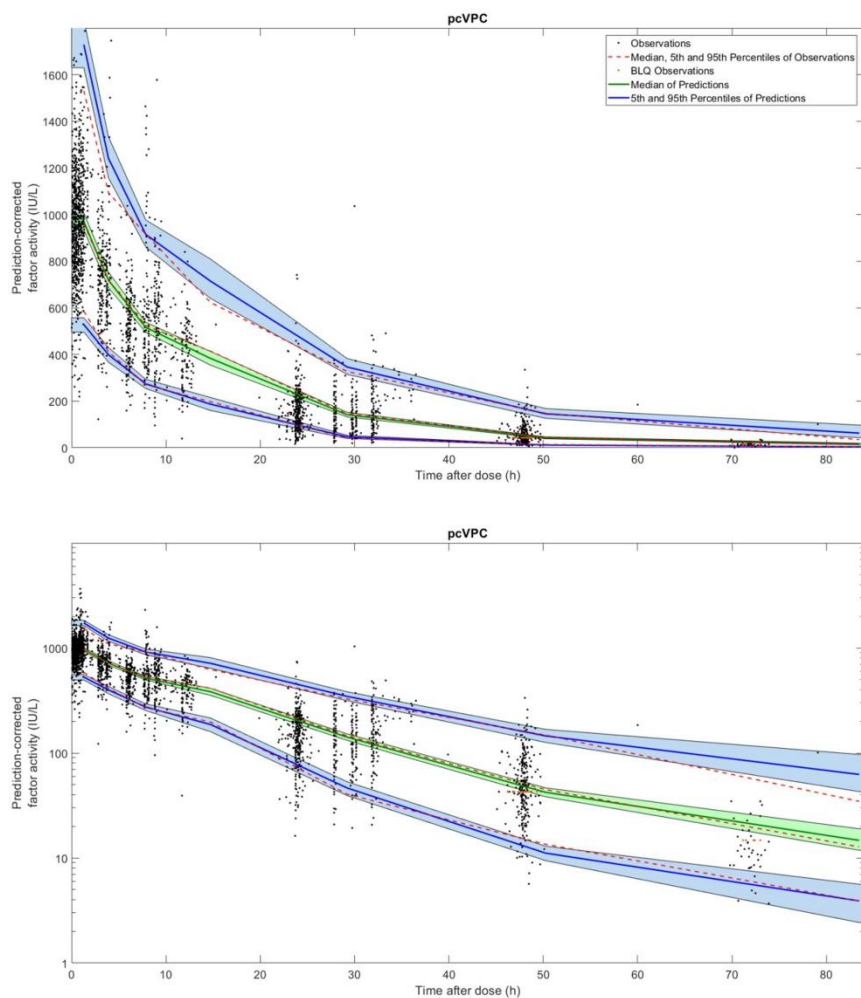 pcVPC
1600
1400
1200
1000
800
600
400
200
0
Prediction-corrected
factor activity (IU/L)
Observations
Median, 5th and 95th Percentiles of Observations
BLQ Observations
Median of Predictions
5th and 95th Percentiles of Predictions
0 10 20 30 40 50 60 70 80
Time after dose (h)
pcVPC
1000
100
10
1
Prediction-corrected
factor activity (IU/L)
0 10 20 30 40 50 60 70 80
Time after dose (h)